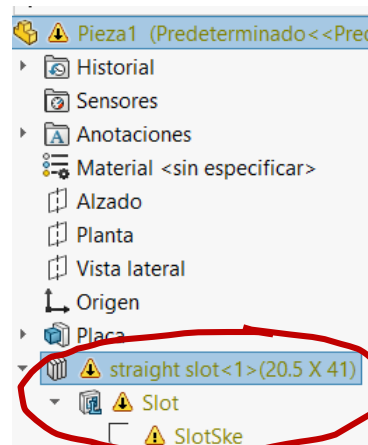 Pieza1 (Predeterminado<<Pred
Historial
Sensores
Anotaciones
Material <sin especificar>
Alzado
Planta
Vista lateral
Origen
Placa
straight slot<1>(20.5 X 41)
Slot
SlotSke